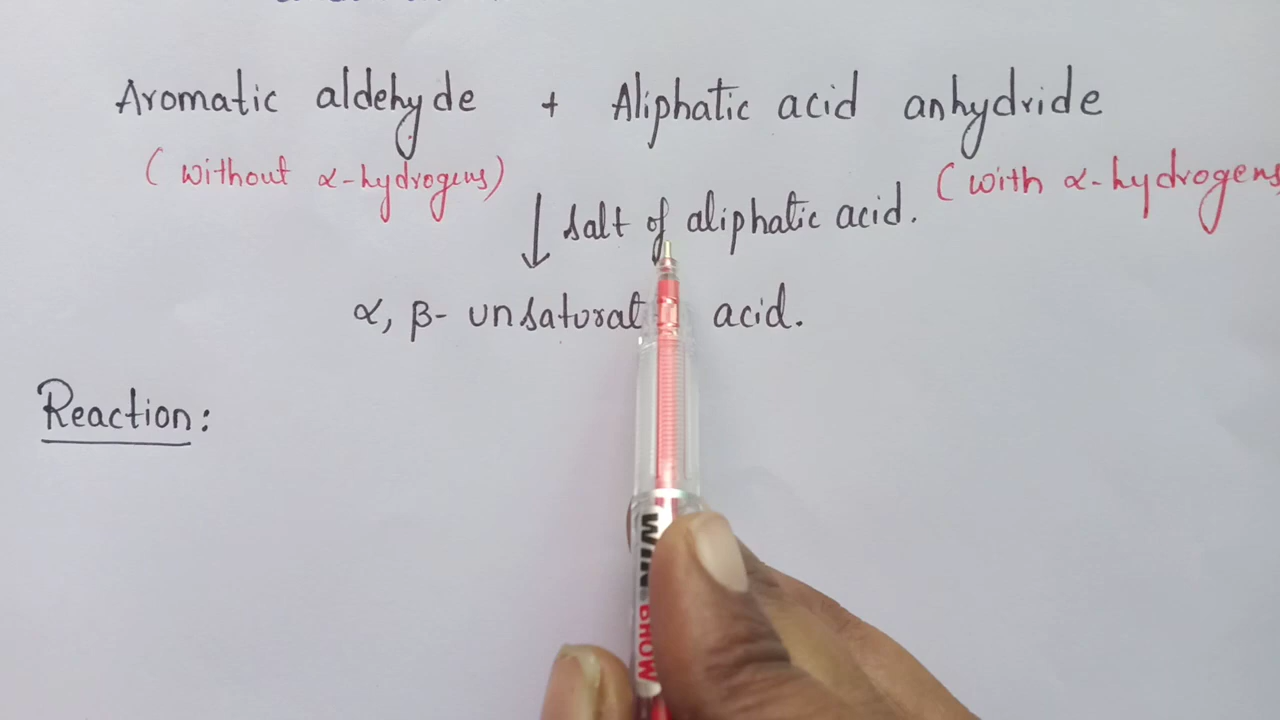 Aromatic aldehyde + Aliphatic acid anhydride
(without α-hydrogens) (with α-hydrogens
↓ salt of aliphatic acid.
α, β- unsaturat acid.
Reaction: